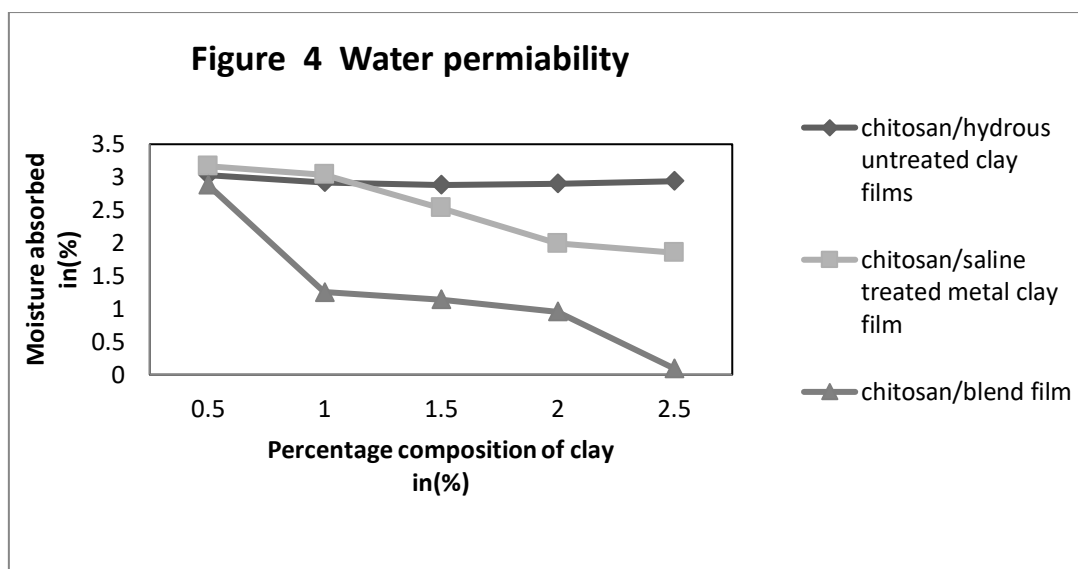 Figure 4 Water permiability
Moisture absorbed
in(%)
3.5
3
2.5
2
1.5
1
0.5
0
0.5 1 1.5 2 2.5
Percentage composition of clay
in(%)
chitosan/hydrous
untreated clay
films
chitosan/saline
treated metal clay
film
chitosan/blend film